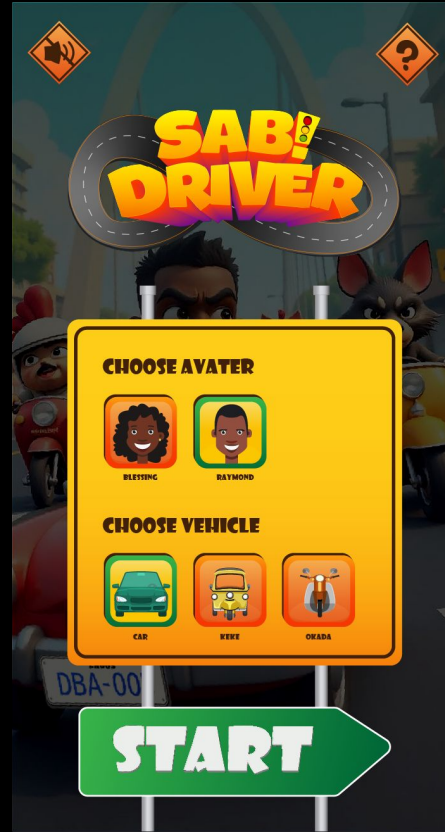 ?
SABI
DRIVER
CHOOSE AVATER
BLESSING RAYMOND
CHOOSE VEHICLE
CAR KEKE OKADA
DBA-00
START